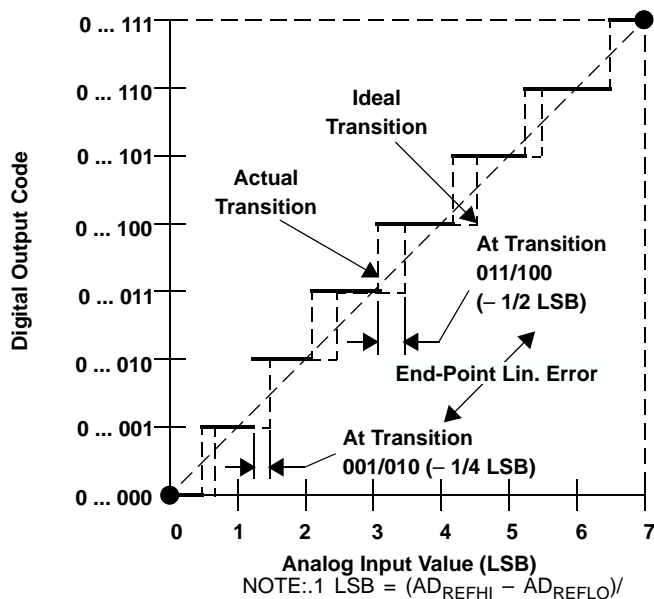 0 ... 111
0 ... 110
0 ... 101
0 ... 100
0 ... 011
0 ... 010
0 ... 001
0 ... 000
Digital Output Code
Ideal
Transition
Actual
Transition
At Transition
011/100
(– 1/2 LSB)
End-Point Lin. Error
At Transition
001/010 (– 1/4 LSB)
0 1 2 3 4 5 6 7
Analog Input Value (LSB)
NOTE:.1 LSB = (AD_REFHI – AD_REFLO)/